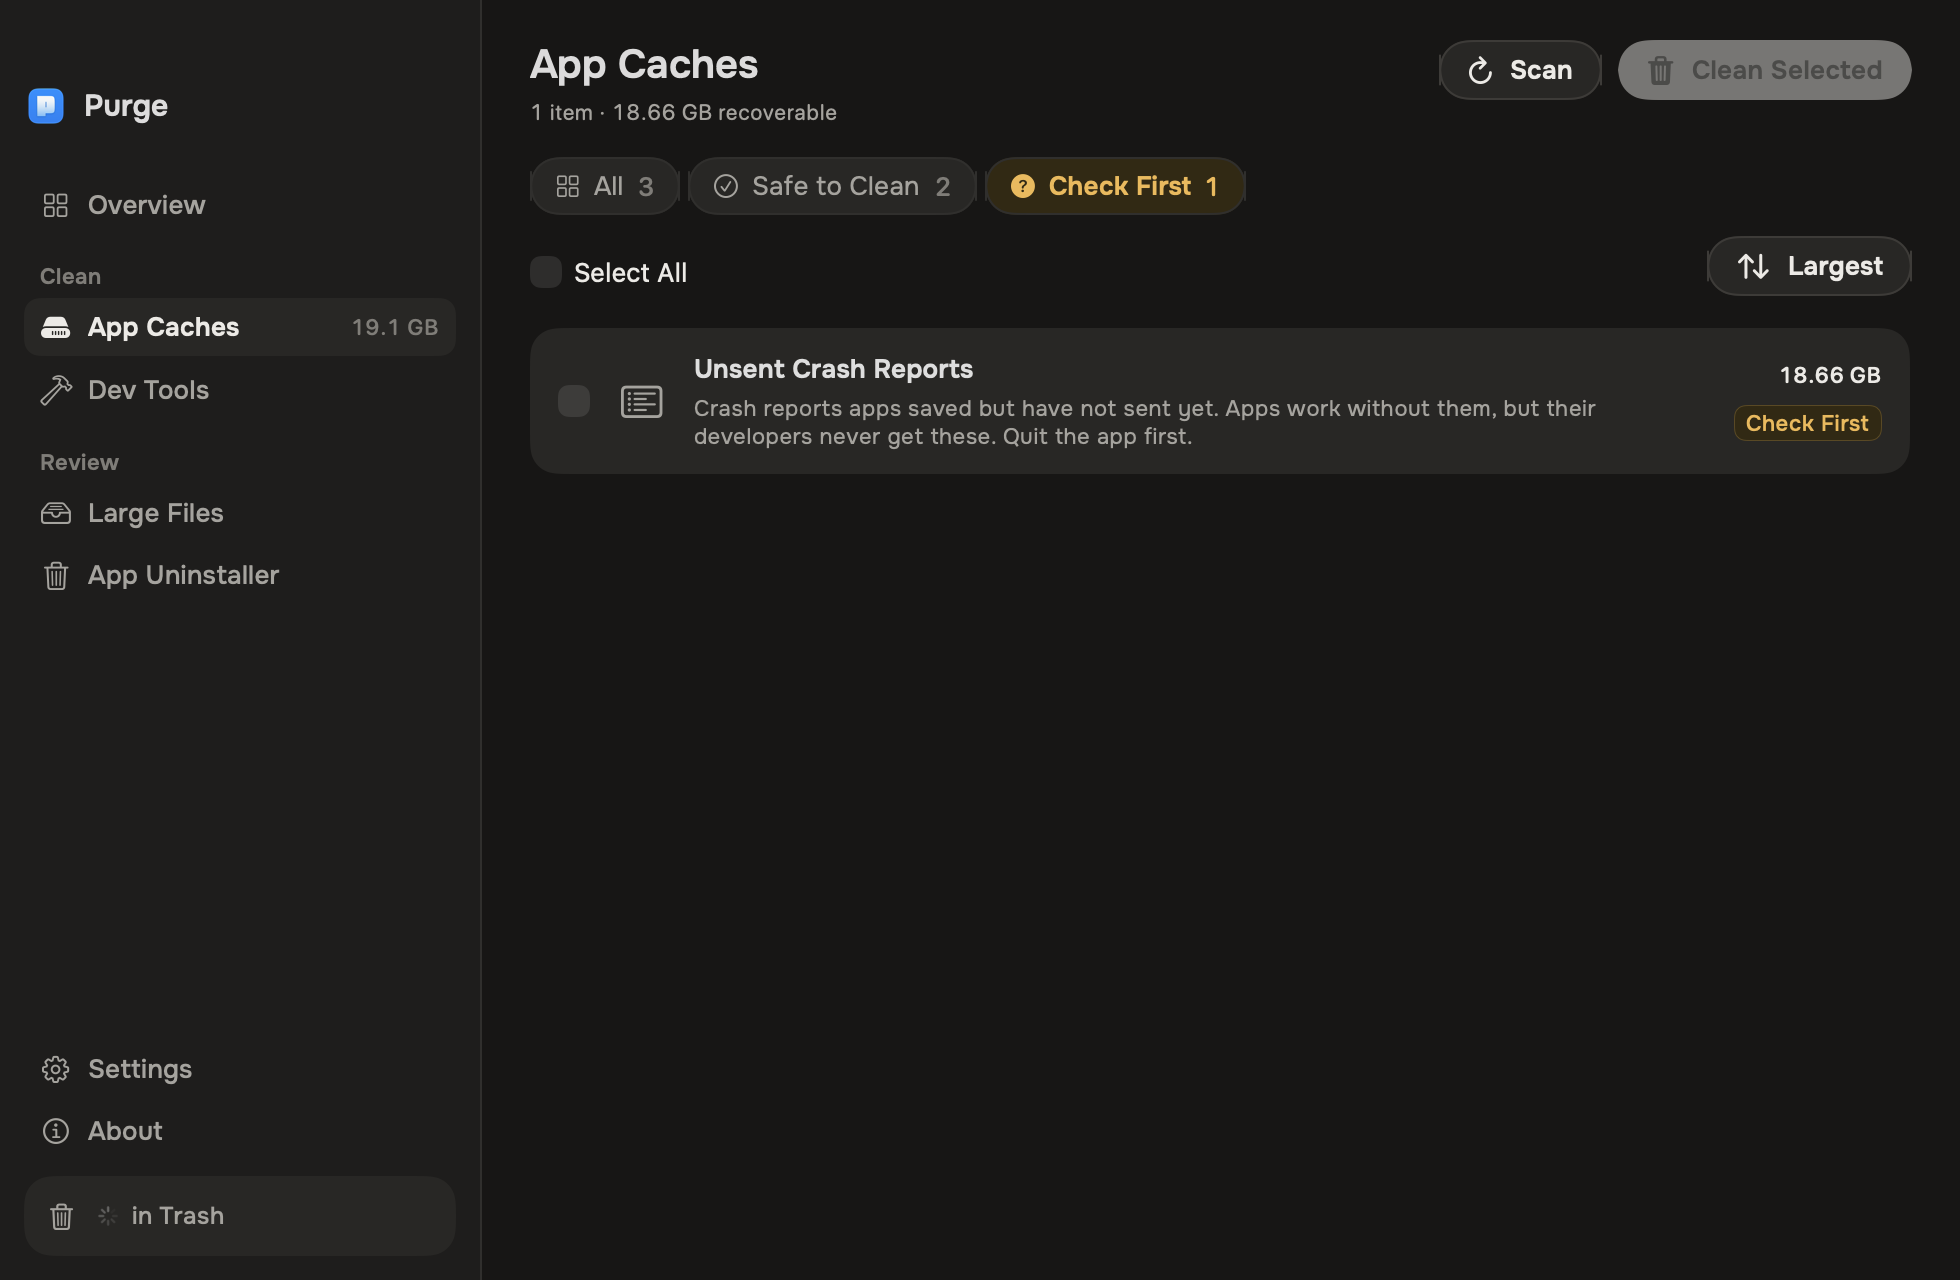 Purge
Overview
Clean
App Caches 19.1 GB
Dev Tools
Review
Large Files
App Uninstaller
Settings
About
in Trash
App Caches
1 item · 18.66 GB recoverable
Scan
Clean Selected
All 3
Safe to Clean 2
? Check First 1
Select All
Largest
Unsent Crash Reports
Crash reports apps saved but have not sent yet. Apps work without them, but their
developers never get these. Quit the app first.
18.66 GB
Check First